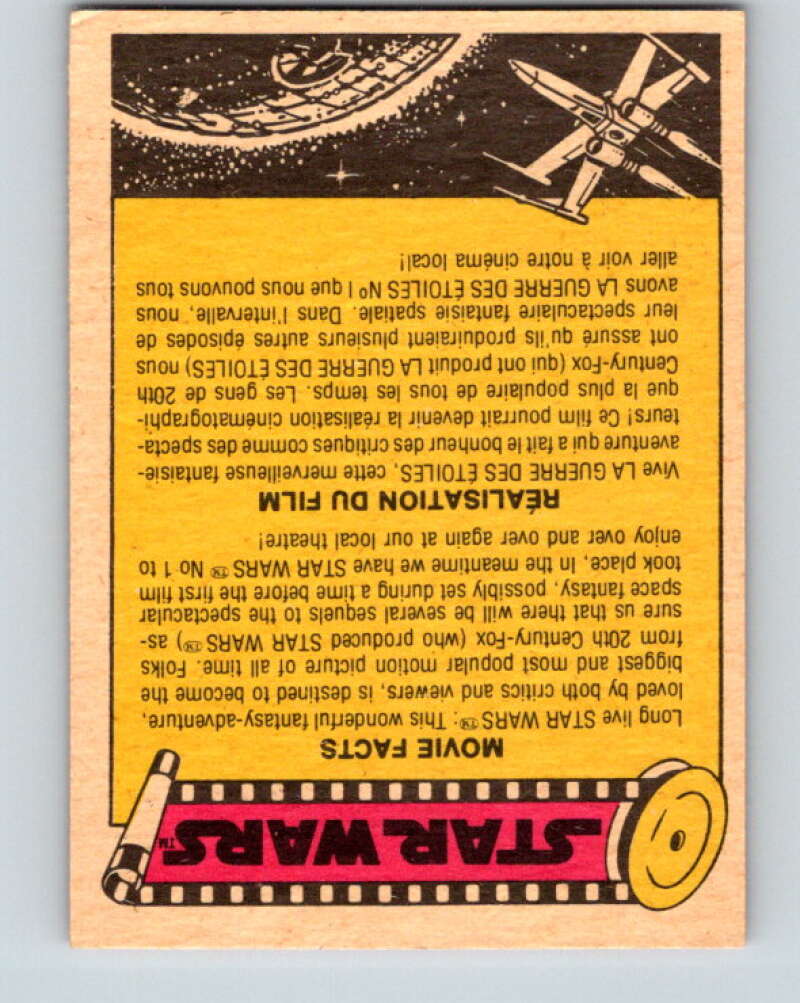 STAR WARS™
MOVIE FACTS
Long live STAR WARS ™: This wonderful fantasy-adventure,
loved by both critics and viewers, is destined to become the
biggest and most popular motion picture of all time. Folks
from 20th Century-Fox (who produced STAR WARS ™) as-
sure us that there will be several sequels to the spectacular
space fantasy, possibly set during a time before the first film
took place, In the meantime we have STAR WARS ™ No 1 to
enjoy over and over again at our local theatre!
RÉALISATION DU FILM
Vive LA GUERRE DES ÉTOILES, cette merveilleuse fantaisie-
aventure qui a fait le bonheur des critiques comme des specta-
teurs! Ce film pourrait devenir la réalisation cinématographi-
que la plus populaire de tous les temps. Les gens de 20th
Century-Fox (qui ont produit LA GUERRE DES ÉTOILES) nous
ont assuré qu'ils produiraient plusieurs autres épisodes de
leur spectaculaire fantaisie spatiale. Dans l'intervalle, nous
avons LA GUERRE DES ÉTOILES Nº I que nous pouvons tous
aller voir à notre cinéma local!